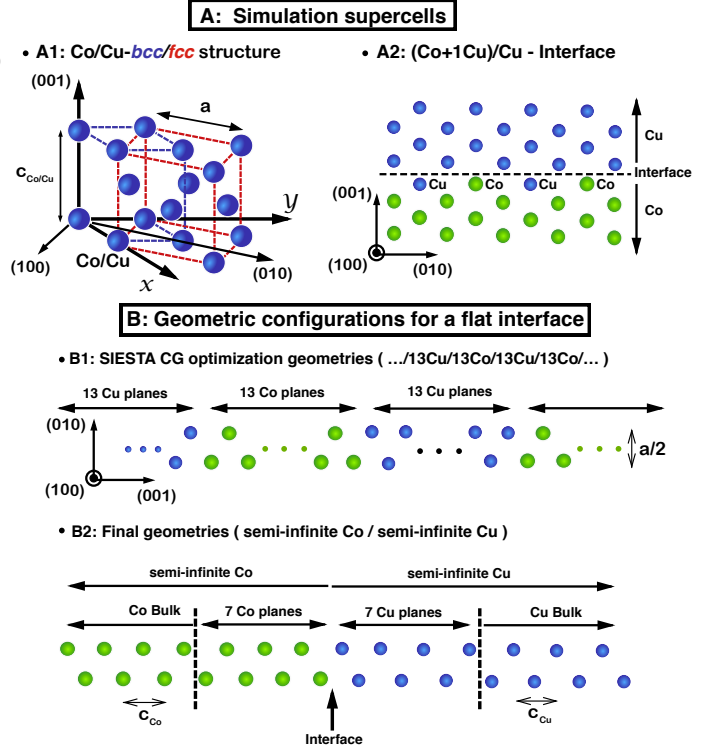 A: Simulation supercells
• A1: Co/Cu-bcc/fcc structure
(001)
a
C_Co/Cu
y
(100)
Co/Cu
x
(010)
• A2: (Co+1Cu)/Cu - Interface
Cu
Interface
Cu Co Cu Co
(001)
Co
(100)
(010)
B: Geometric configurations for a flat interface
• B1: SIESTA CG optimization geometries ( .../13Cu/13Co/13Cu/13Co/... )
13 Cu planes 13 Co planes 13 Cu planes
(010)
a/2
(100)
(001)
• B2: Final geometries ( semi-infinite Co / semi-infinite Cu )
semi-infinite Co semi-infinite Cu
Co Bulk 7 Co planes 7 Cu planes Cu Bulk
C_Co C_Cu
Interface